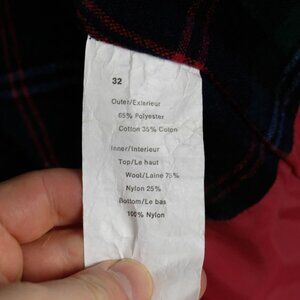 32
Outer/Exterieur
65% Polyester
Cotton 35% Coton
Inner/Interieur
Top/Le haut
Wool/Laine 75%
Nylon 25%
Bottom/Le bas
100% Nylon